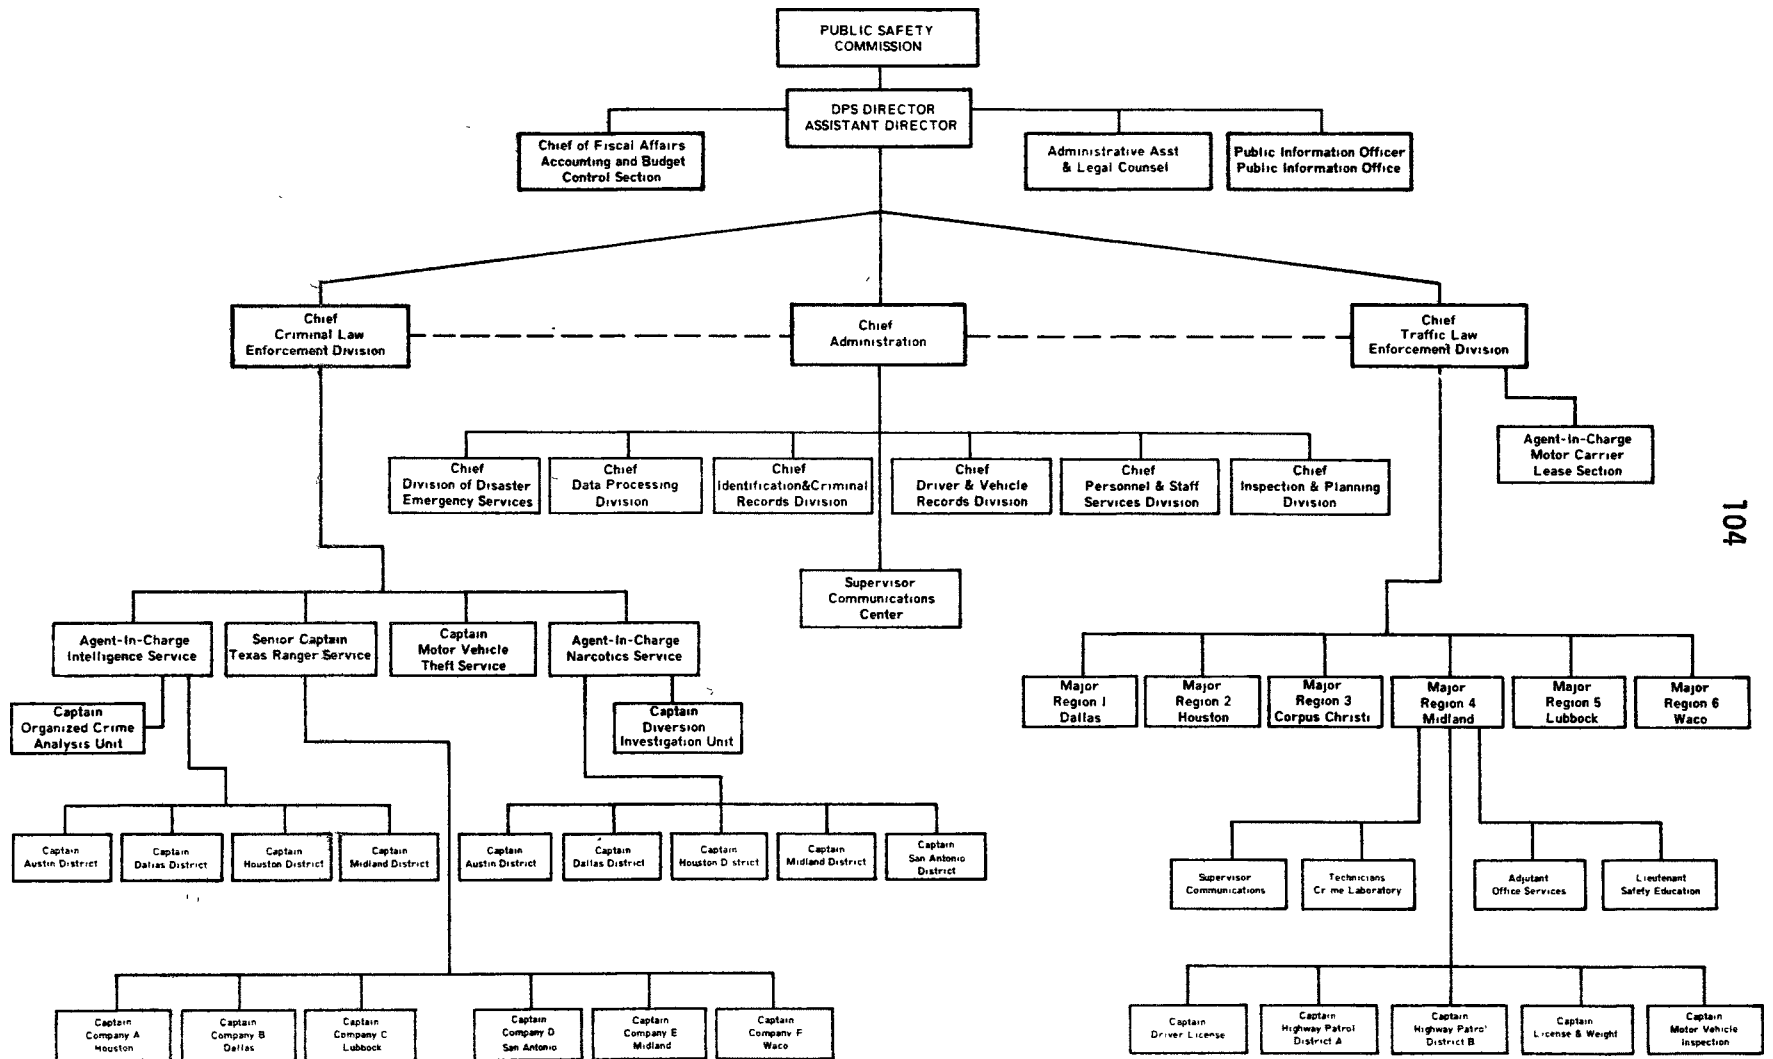 PUBLIC SAFETY
COMMISSION
DPS DIRECTOR
ASSISTANT DIRECTOR
Chief of Fiscal Affairs
Accounting and Budget
Control Section
Administrative Asst
& Legal Counsel
Public Information Officer
Public Information Office
Chief
Criminal Law
Enforcement Division
Chief
Administration
Chief
Traffic Law
Enforcement Division
Agent-In-Charge
Motor Carrier
Lease Section
Chief
Division of Disaster
Emergency Services
Chief
Data Processing
Division
Chief
Identification&Criminal
Records Division
Chief
Driver & Vehicle
Records Division
Chief
Personnel & Staff
Services Division
Chief
Inspection & Planning
Division
104
Supervisor
Communications
Center
Agent-In-Charge
Intelligence Service
Senior Captain
Texas Ranger Service
Captain
Motor Vehicle
Theft Service
Agent-In-Charge
Narcotics Service
Captain
Organized Crime
Analysis Unit
Captain
Diversion
Investigation Unit
Major
Region 1
Dallas
Major
Region 2
Houston
Major
Region 3
Corpus Christi
Major
Region 4
Midland
Major
Region 5
Lubbock
Major
Region 6
Waco
Captain
Austin District
Captain
Dallas District
Captain
Houston District
Captain
Midland District
Captain
Austin District
Captain
Dallas District
Captain
Houston District
Captain
Midland District
Captain
San Antonio
District
Supervisor
Communications
Technicians
Crime Laboratory
Adjutant
Office Services
Lieutenant
Safety Education
Captain
Company A
Houston
Captain
Company B
Dallas
Captain
Company C
Lubbock
Captain
Company D
San Antonio
Captain
Company E
Midland
Captain
Company F
Waco
Captain
Driver License
Captain
Highway Patrol
District A
Captain
Highway Patrol
District B
Captain
License & Weight
Captain
Motor Vehicle
Inspection